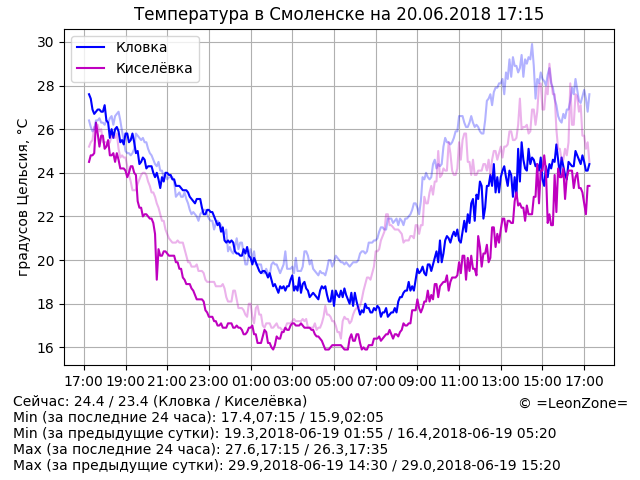 Температура в Смоленске на 20.06.2018 17:15
Кловка
Киселёвка
градусов Цельсия, °C
30
28
26
24
22
20
18
16
17:00 19:00 21:00 23:00 01:00 03:00 05:00 07:00 09:00 11:00 13:00 15:00 17:00
Сейчас: 24.4 / 23.4 (Кловка / Киселёвка)
© =LeonZone=
Min (за последние 24 часа): 17.4,07:15 / 15.9,02:05
Min (за предыдущие сутки): 19.3,2018-06-19 01:55 / 16.4,2018-06-19 05:20
Max (за последние 24 часа): 27.6,17:15 / 26.3,17:35
Max (за предыдущие сутки): 29.9,2018-06-19 14:30 / 29.0,2018-06-19 15:20